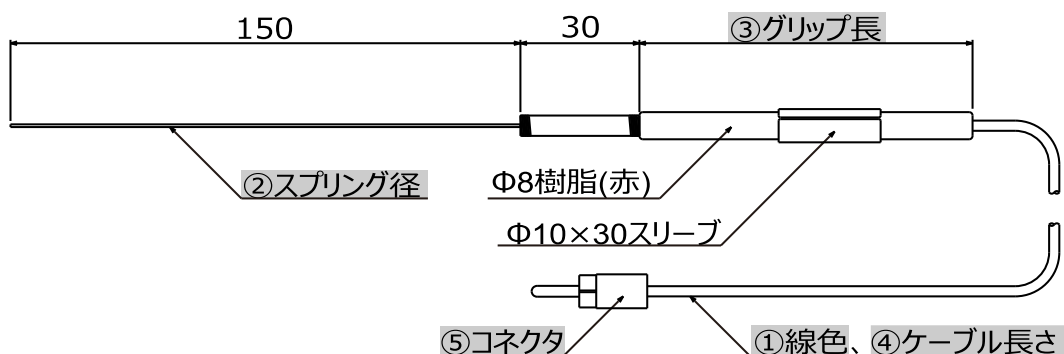 150
30
③グリップ長
②スプリング径
Φ8樹脂(赤)
Φ10×30スリーブ
⑤コネクタ
①線色、④ケーブル長さ